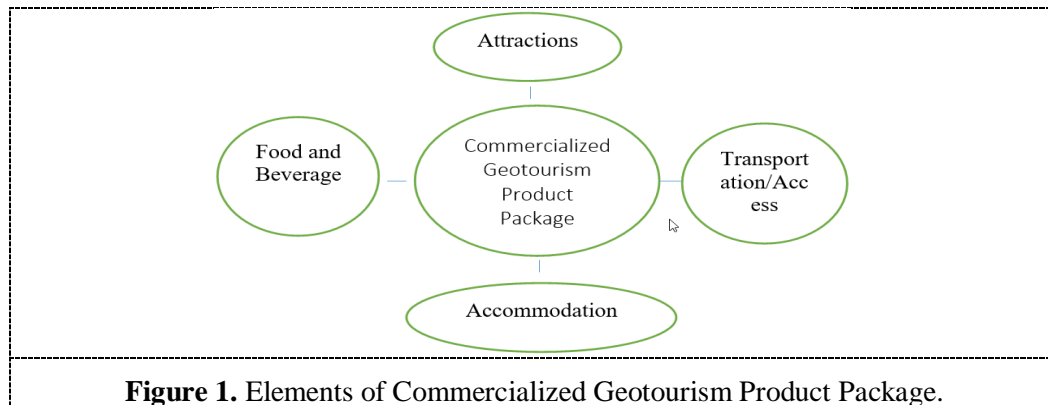 Attractions
Food and
Beverage
Commercialized
Geotourism
Product
Package
Transport
ation/Acc
ess
Accommodation
Figure 1. Elements of Commercialized Geotourism Product Package.